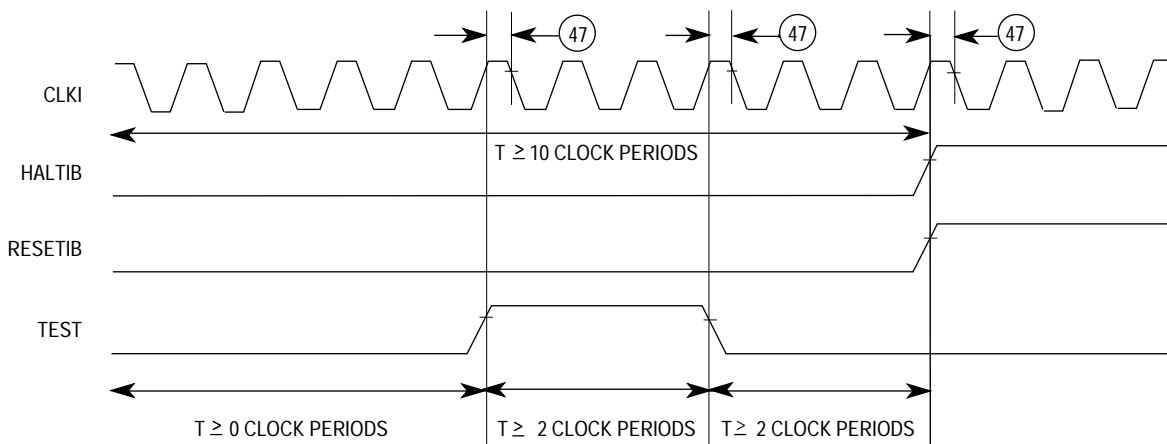 47 47 47
CLKI
T ≥ 10 CLOCK PERIODS
HALTIB
RESETIB
TEST
T ≥ 0 CLOCK PERIODS T ≥ 2 CLOCK PERIODS T ≥ 2 CLOCK PERIODS